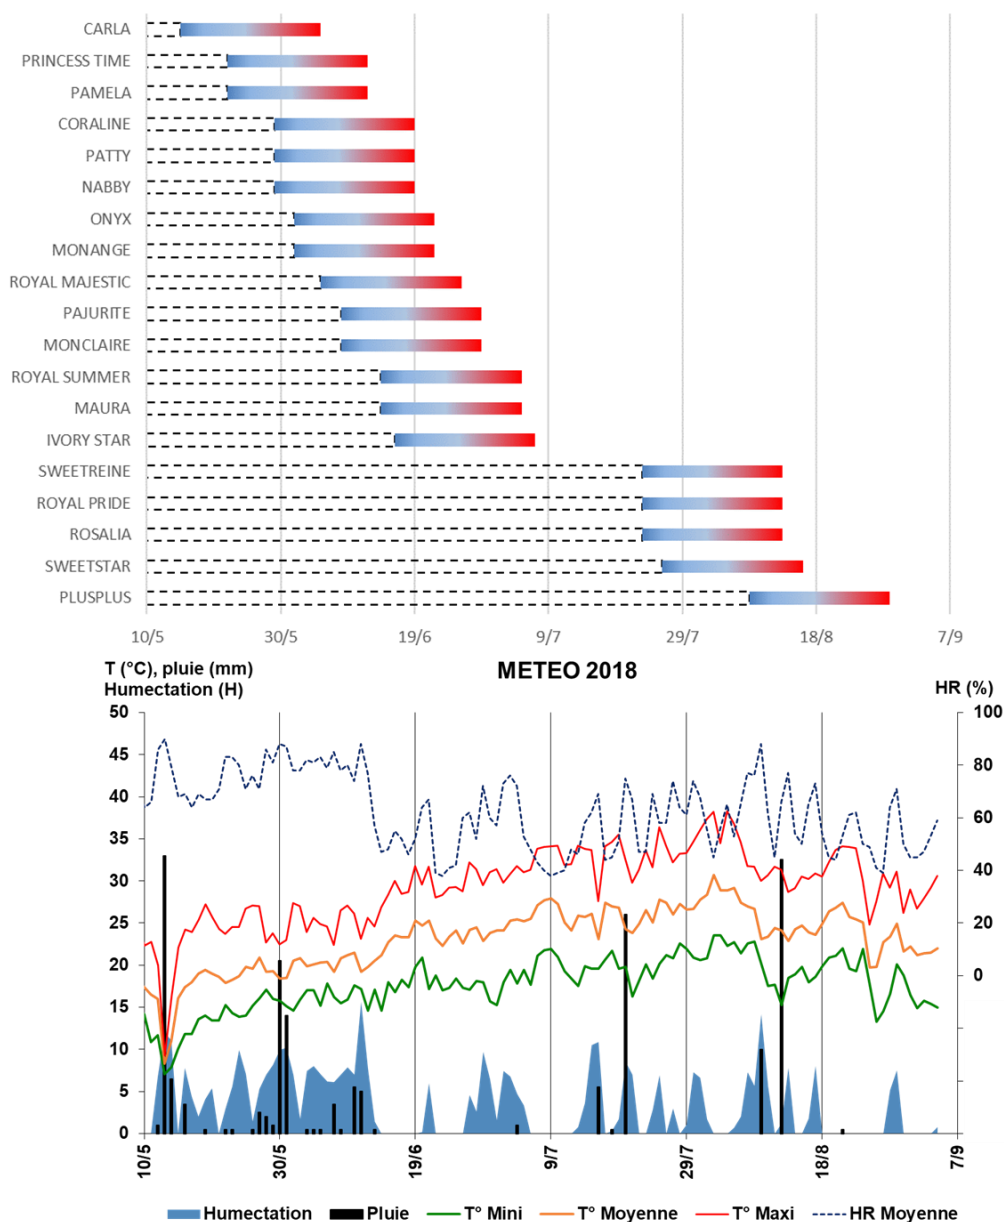 CARLA
PRINCESS TIME
PAMELA
CORALINE
PATTY
NABBY
ONYX
MONANGE
ROYAL MAJESTIC
PAJURITE
MONCLAIRE
ROYAL SUMMER
MAURA
IVORY STAR
SWEETREINE
ROYAL PRIDE
ROSALIA
SWEETSTAR
PLUSPLUS
10/5 30/5 19/6 9/7 29/7 18/8 7/9
T (°C), pluie (mm) METEO 2018
Humectation (H) HR (%)
50 100
45
40 80
35 60
30 40
25 20
20 0
15
10
5
0
10/5 30/5 19/6 9/7 29/7 18/8 7/9
Humectation Pluie T° Mini T° Moyenne T° Maxi HR Moyenne